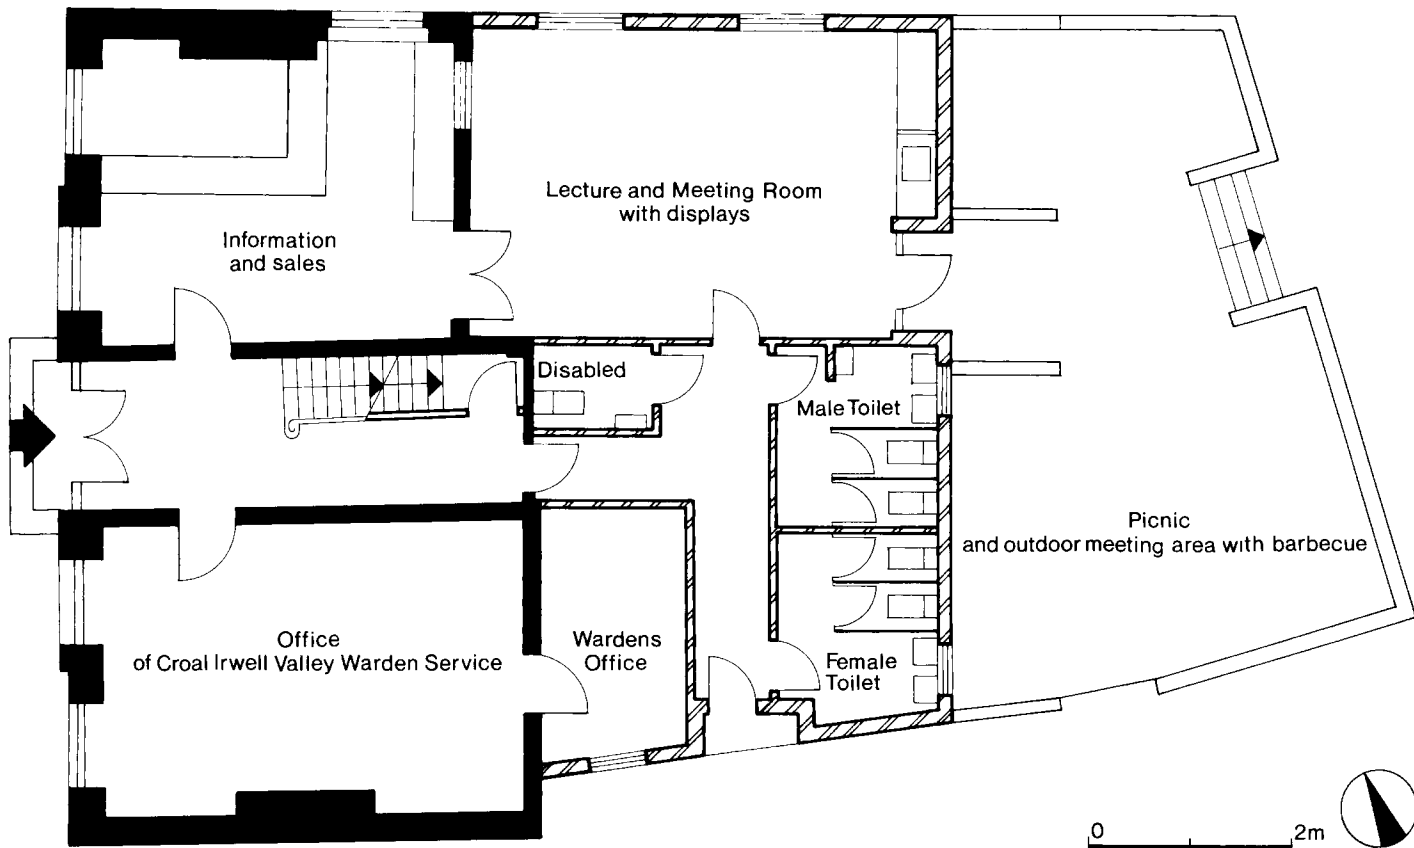 Lecture and Meeting Room
with displays
Information
and sales
Disabled
Male Toilet
Picnic
and outdoor meeting area with barbecue
Office
of Croal Irwell Valley Warden Service
Wardens
Office
Female
Toilet
0 2m